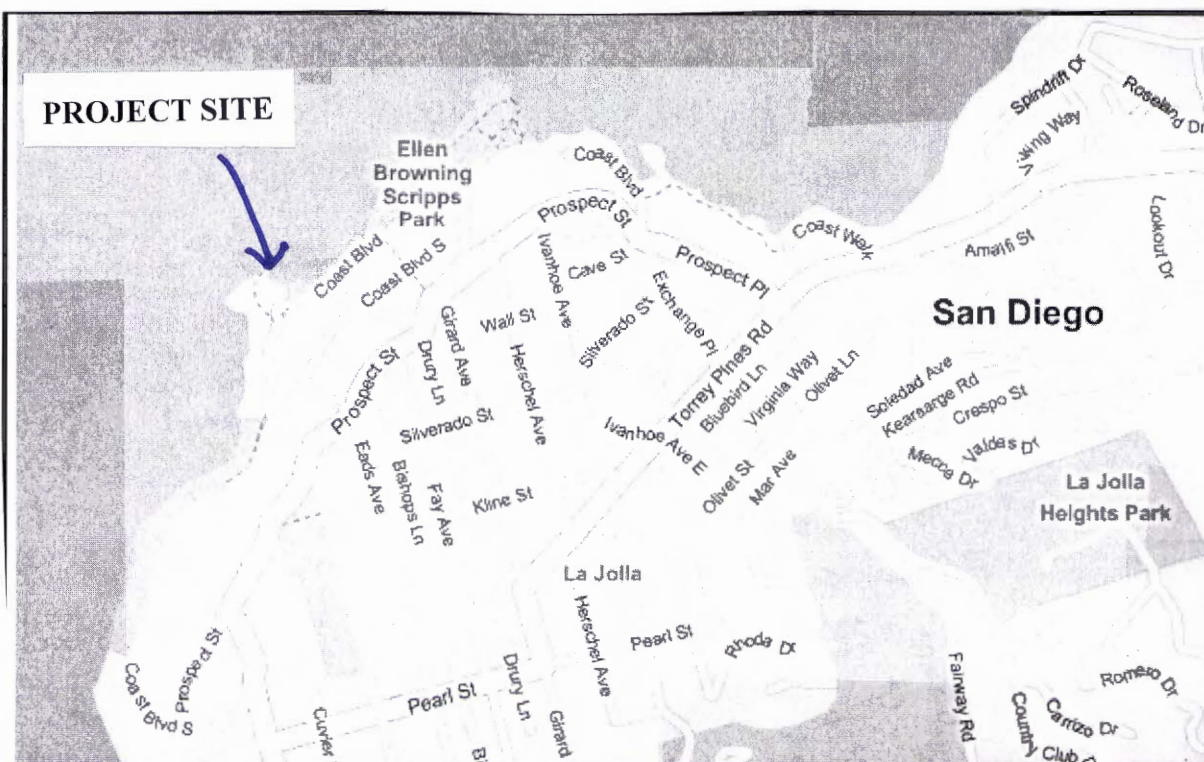 PROJECT SITE
Ellen
Browning
Scripps
Park
Coast Blvd
Prospect St
Coast Blvd
Coast Blvd S
Ivanhoe Ave
Cave St
Prospect Pl
Coast Walk
Spindrift Dr
Roseland Dr
Amalfi St
Lookout Dr
San Diego
Girard Ave
Wall St
Silverado St
Exchange Pl
Prospect St
Drury Ln
Herschel Ave
Torrey Pines Rd
Bluebird Ln
Virginia Way
Olivet Ln
Soledad Ave
Kearsarge Rd
Crespo St
Silverado St
Ivanhoe Ave E
Mecca Dr
Valdes Dr
Eads Ave
Bishops Ln
Fay Ave
Kline St
Olivet St
Mar Ave
La Jolla
Heights Park
La Jolla
Herschel Ave
Pearl St
Rhoda Dr
Prospect St
Coast Blvd S
Pearl St
Drury Ln
Girard
Cuvier
Fairway Rd
Romero Dr
Carrizo Dr
Country Club